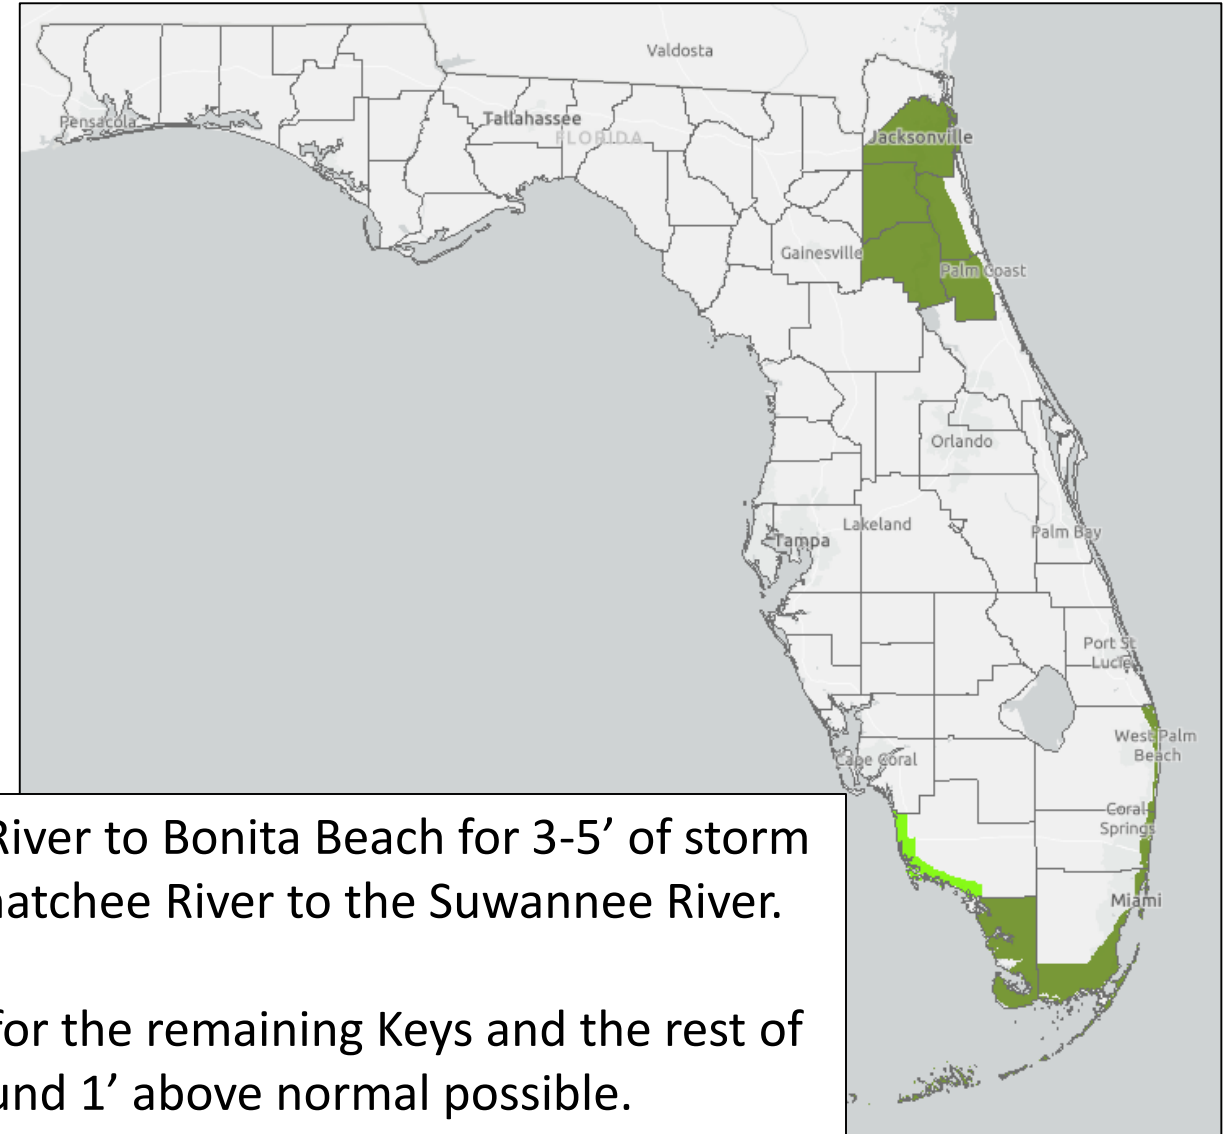 Valdosta
Pensacola
Tallahassee
FLORIDA
Jacksonville
Gainesville
Palm Coast
Orlando
Lakeland
Tampa
Palm Bay
Port St
Lucie
West Palm
Beach
Cape Coral
Coral
Springs
Miami
River to Bonita Beach for 3-5’ of storm
atchee River to the Suwannee River.
for the remaining Keys and the rest of
und 1’ above normal possible.